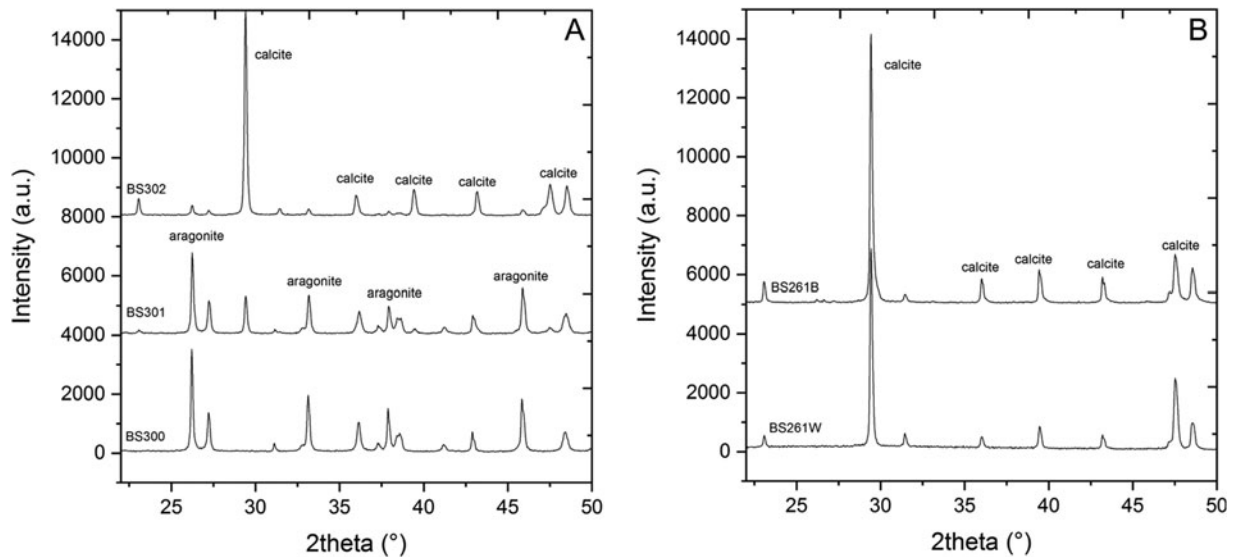 A
14000
12000
10000
8000
6000
4000
2000
0
Intensity (a.u.)
calcite
BS302
calcite
calcite
calcite
calcite
aragonite
aragonite
aragonite
aragonite
BS301
BS300
25 30 35 40 45 50
2theta (°)
B
14000
12000
10000
8000
6000
4000
2000
0
Intensity (a.u.)
calcite
calcite
calcite
calcite
calcite
BS261B
BS261W
25 30 35 40 45 50
2theta (°)